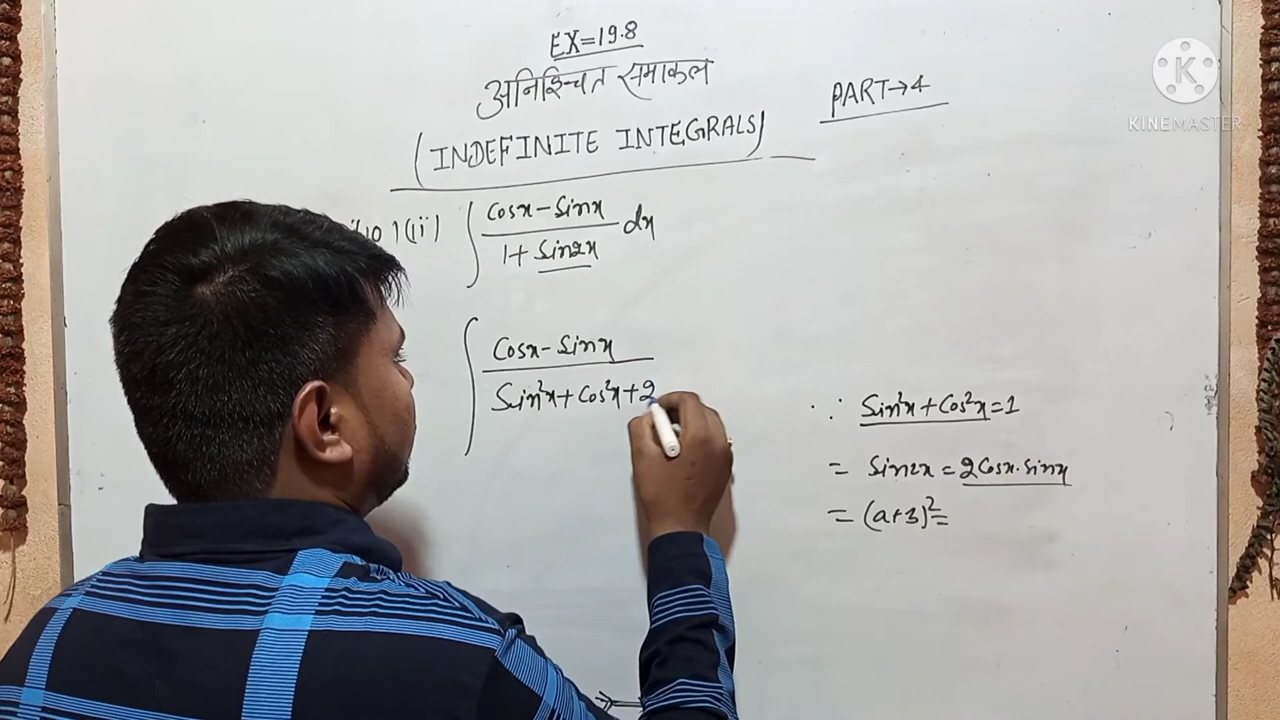 EX=19.8
अनिश्चित समाकल
PART→4
(INDEFINITE INTEGRALS)
(ii) ∫ Cosx-Sinx / 1+Sin2x dx
∫ Cosx-Sinx / Sin²x+Cos²x+2
∵ Sin²x+Cos²x=1
= Sin2x=2Cosx.Sinx
= (a+3)²=
K
KINEMASTER